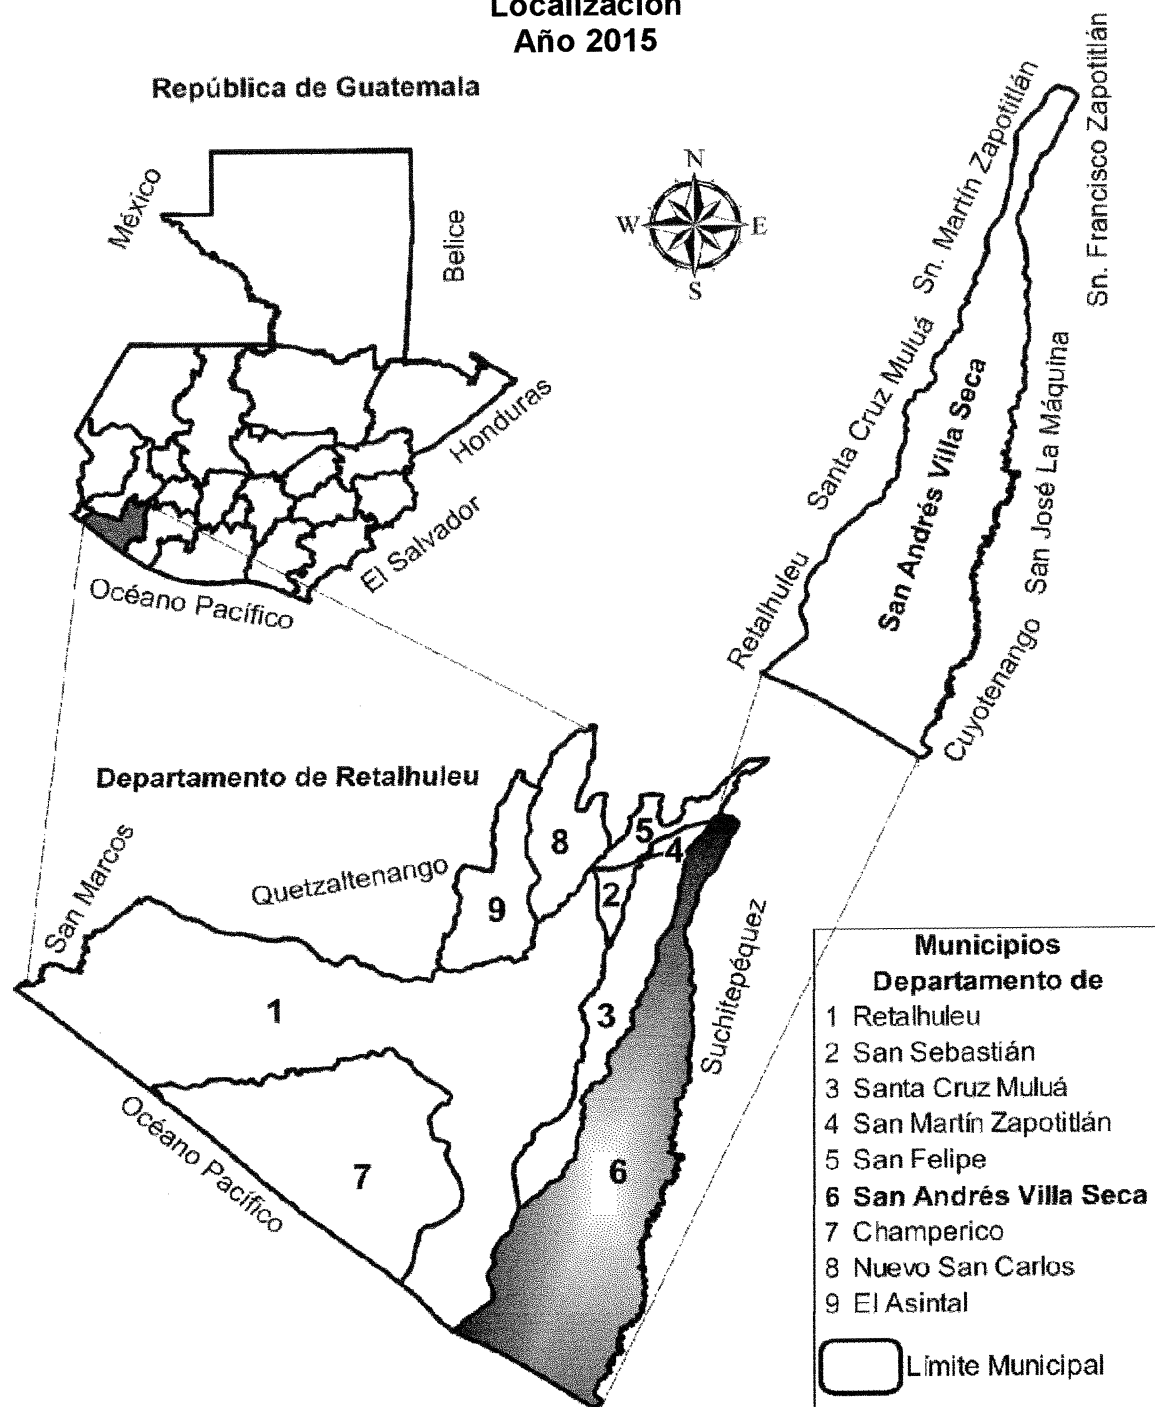 Localización
Año 2015
República de Guatemala
México
Belice
N
W
E
S
Honduras
El Salvador
Océano Pacífico
Sn. Martín Zapotitlán
Sn. Francisco Zapotitlán
Santa Cruz Muluá
San Andrés Villa Seca
San José La Máquina
Retalhuleu
Cuyotenango
Departamento de Retalhuleu
San Marcos
Quetzaltenango
Suchitepéquez
Océano Pacífico
8
5
4
9
2
1
3
7
6
Municipios
Departamento de
1 Retalhuleu
2 San Sebastián
3 Santa Cruz Muluá
4 San Martín Zapotitlán
5 San Felipe
6 San Andrés Villa Seca
7 Champerico
8 Nuevo San Carlos
9 El Asintal
Límite Municipal